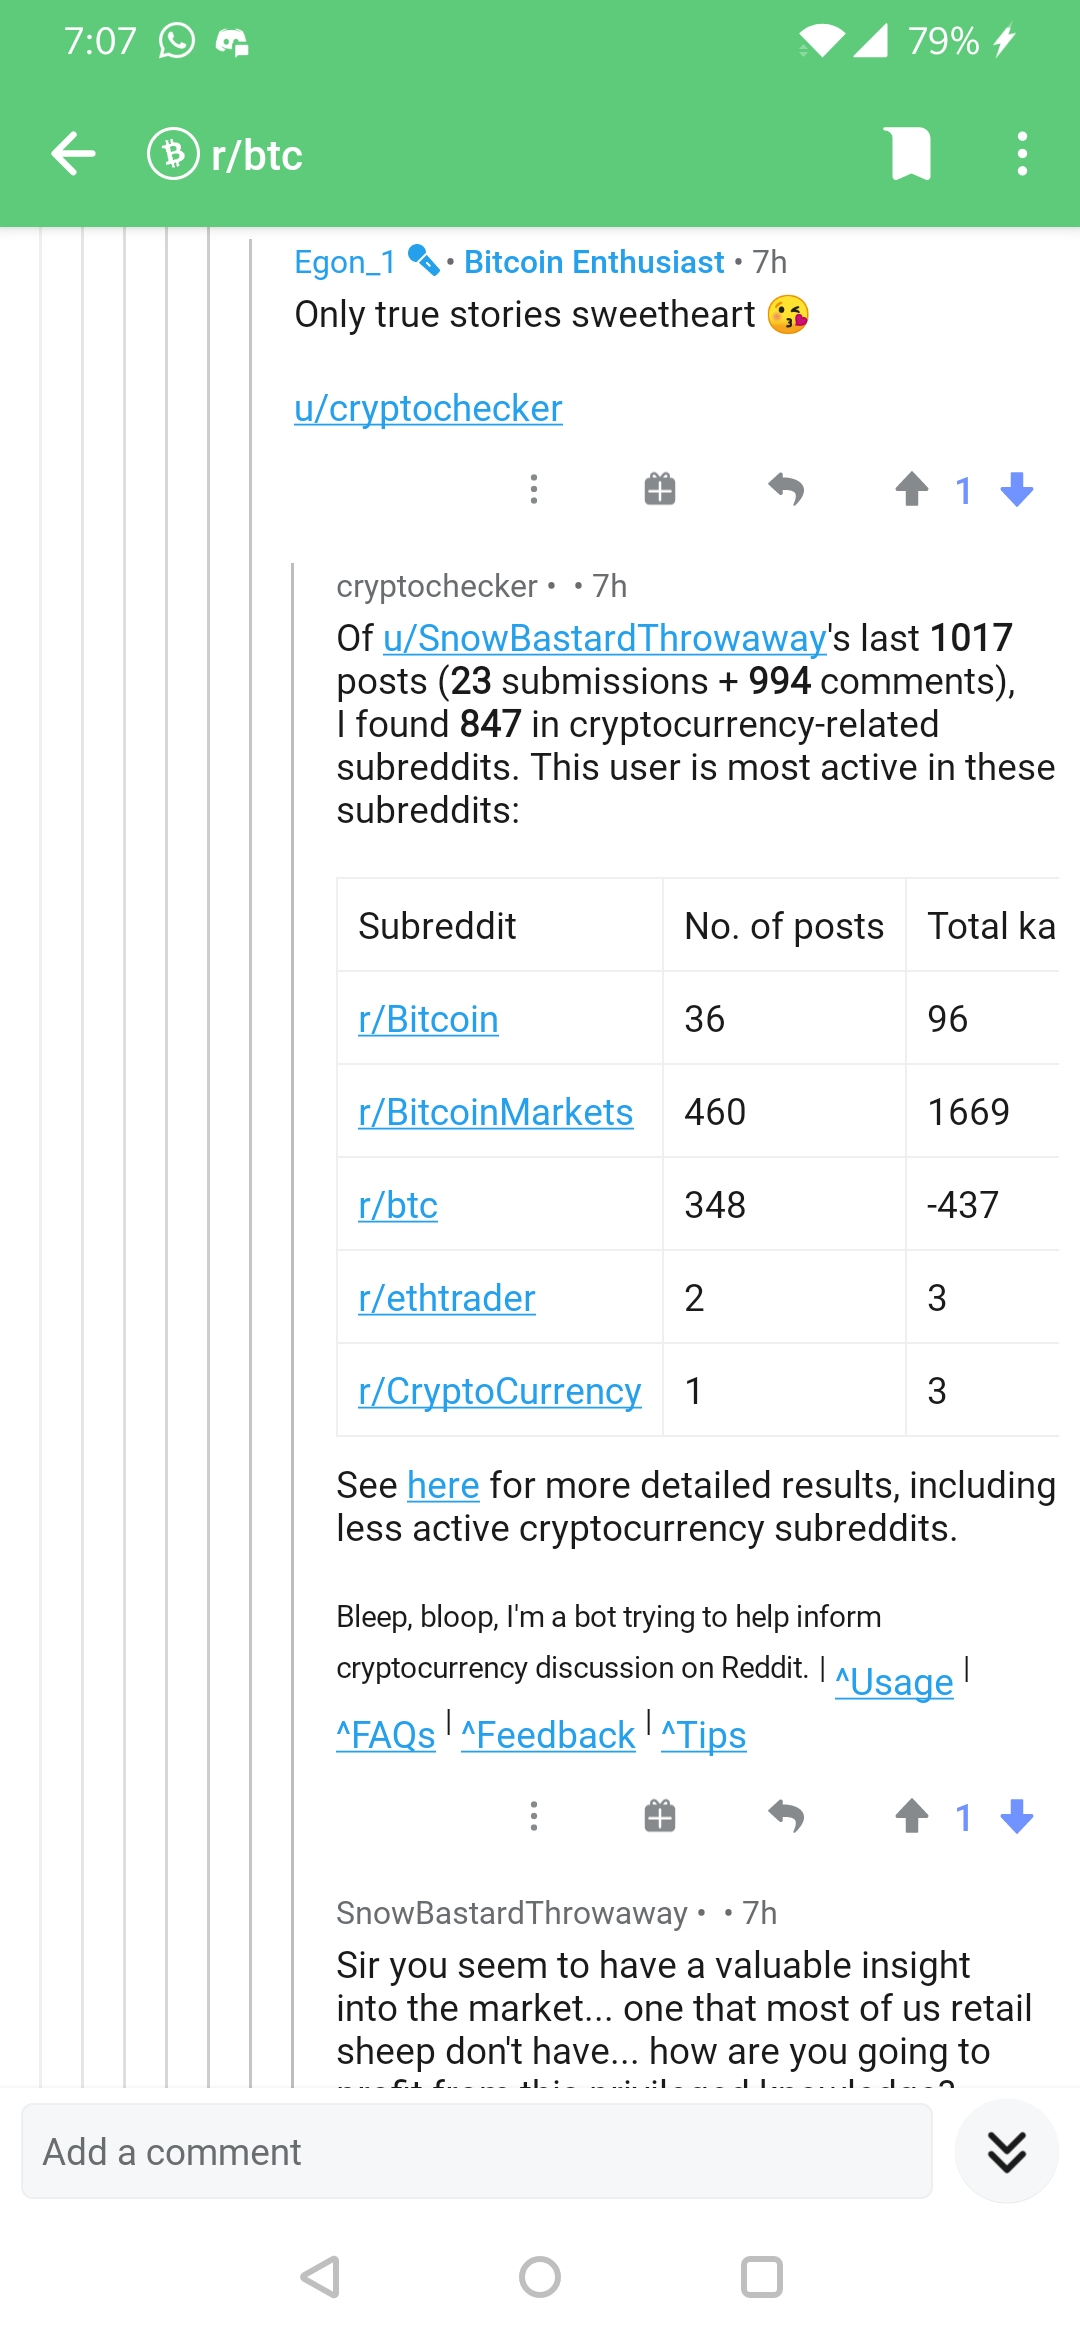 7:07
79%
r/btc
Egon_1 • Bitcoin Enthusiast • 7h
Only true stories sweetheart 😘
u/cryptochecker
1
cryptochecker • • 7h
Of u/SnowBastardThrowaway's last 1017
posts (23 submissions + 994 comments),
I found 847 in cryptocurrency-related
subreddits. This user is most active in these
subreddits:
Subreddit No. of posts Total ka
r/Bitcoin 36 96
r/BitcoinMarkets 460 1669
r/btc 348 -437
r/ethtrader 2 3
r/CryptoCurrency 1 3
See here for more detailed results, including
less active cryptocurrency subreddits.
Bleep, bloop, I'm a bot trying to help inform
cryptocurrency discussion on Reddit. | ^Usage |
^FAQs | ^Feedback | ^Tips
1
SnowBastardThrowaway • • 7h
Sir you seem to have a valuable insight
into the market... one that most of us retail
sheep don't have... how are you going to
profit from this privileged knowledge?
Add a comment